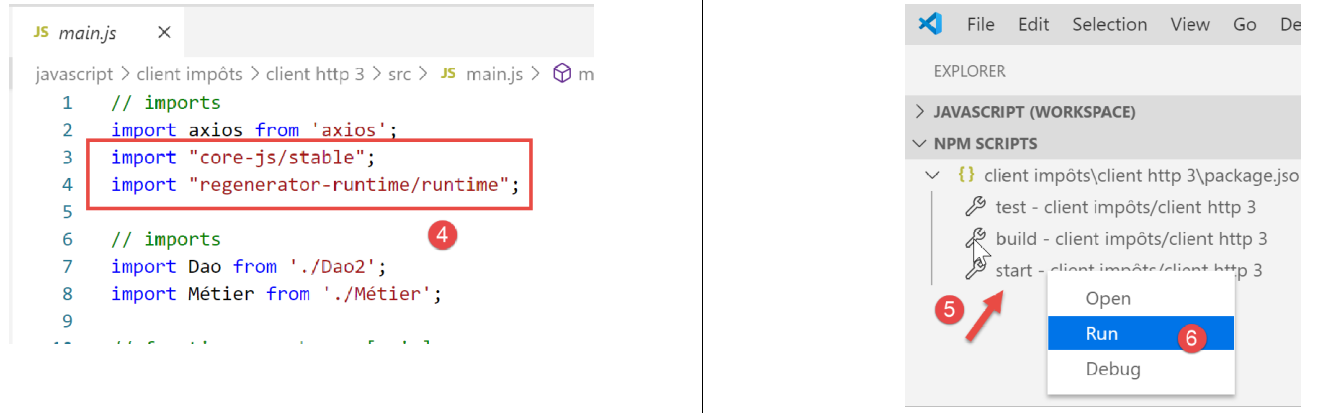 JS main.js ×
javascript > client impôts > client http 3 > src > JS main.js > m
1 // imports
2 import axios from 'axios';
3 import "core-js/stable";
4 import "regenerator-runtime/runtime";
5
6 // imports
7 import Dao from './Dao2';
8 import Métier from './Métier';
9
4
File Edit Selection View Go De
EXPLORER
JAVASCRIPT (WORKSPACE)
NPM SCRIPTS
{} client impôts\client http 3\package.jso
test - client impôts/client http 3
build - client impôts/client http 3
start - client impôts/client http 3
5
Open
Run
6
Debug